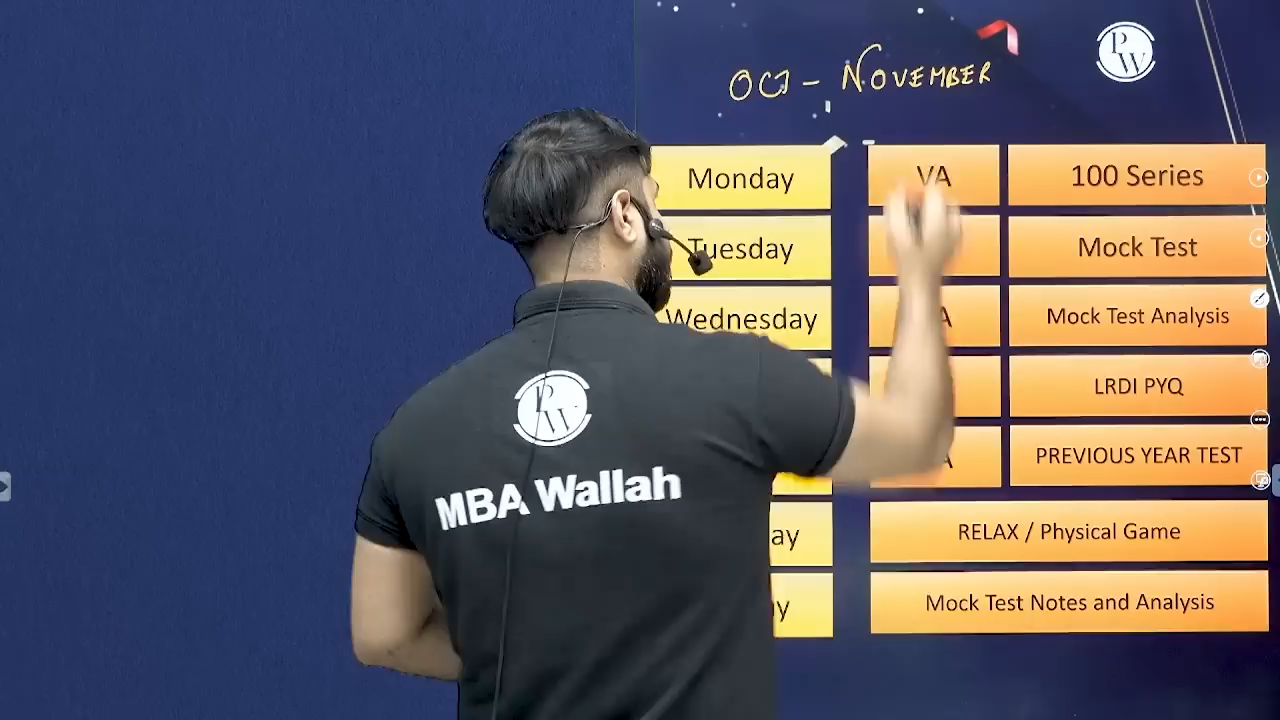 OCT - NOVEMBER
PW
Monday VA 100 Series
Tuesday Mock Test
Wednesday Mock Test Analysis
LRDI PYQ
PREVIOUS YEAR TEST
RELAX / Physical Game
Mock Test Notes and Analysis
PW
MBA Wallah